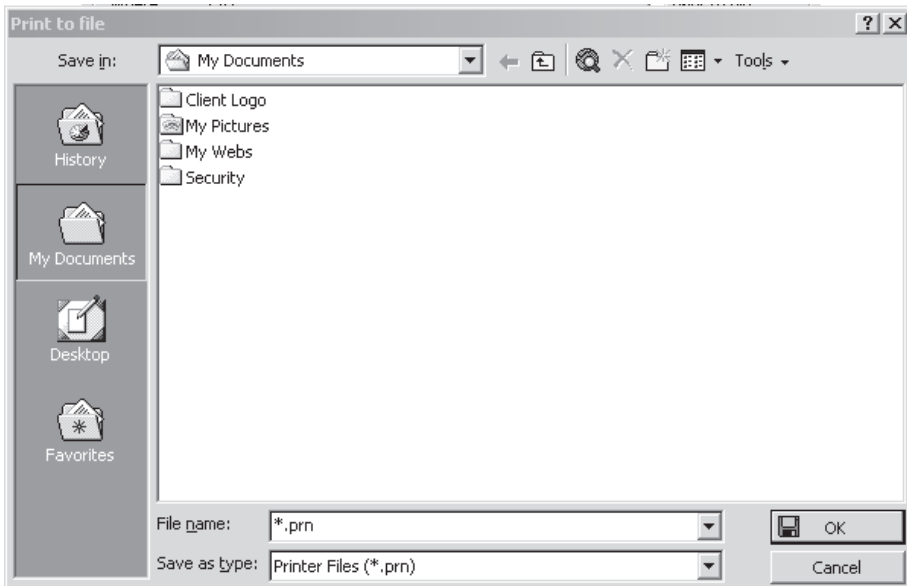 Print to file
Save in:
My Documents
Tools
History
My Documents
Desktop
Favorites
Client Logo
My Pictures
My Webs
Security
File name:
*.prn
OK
Save as type:
Printer Files (*.prn)
Cancel